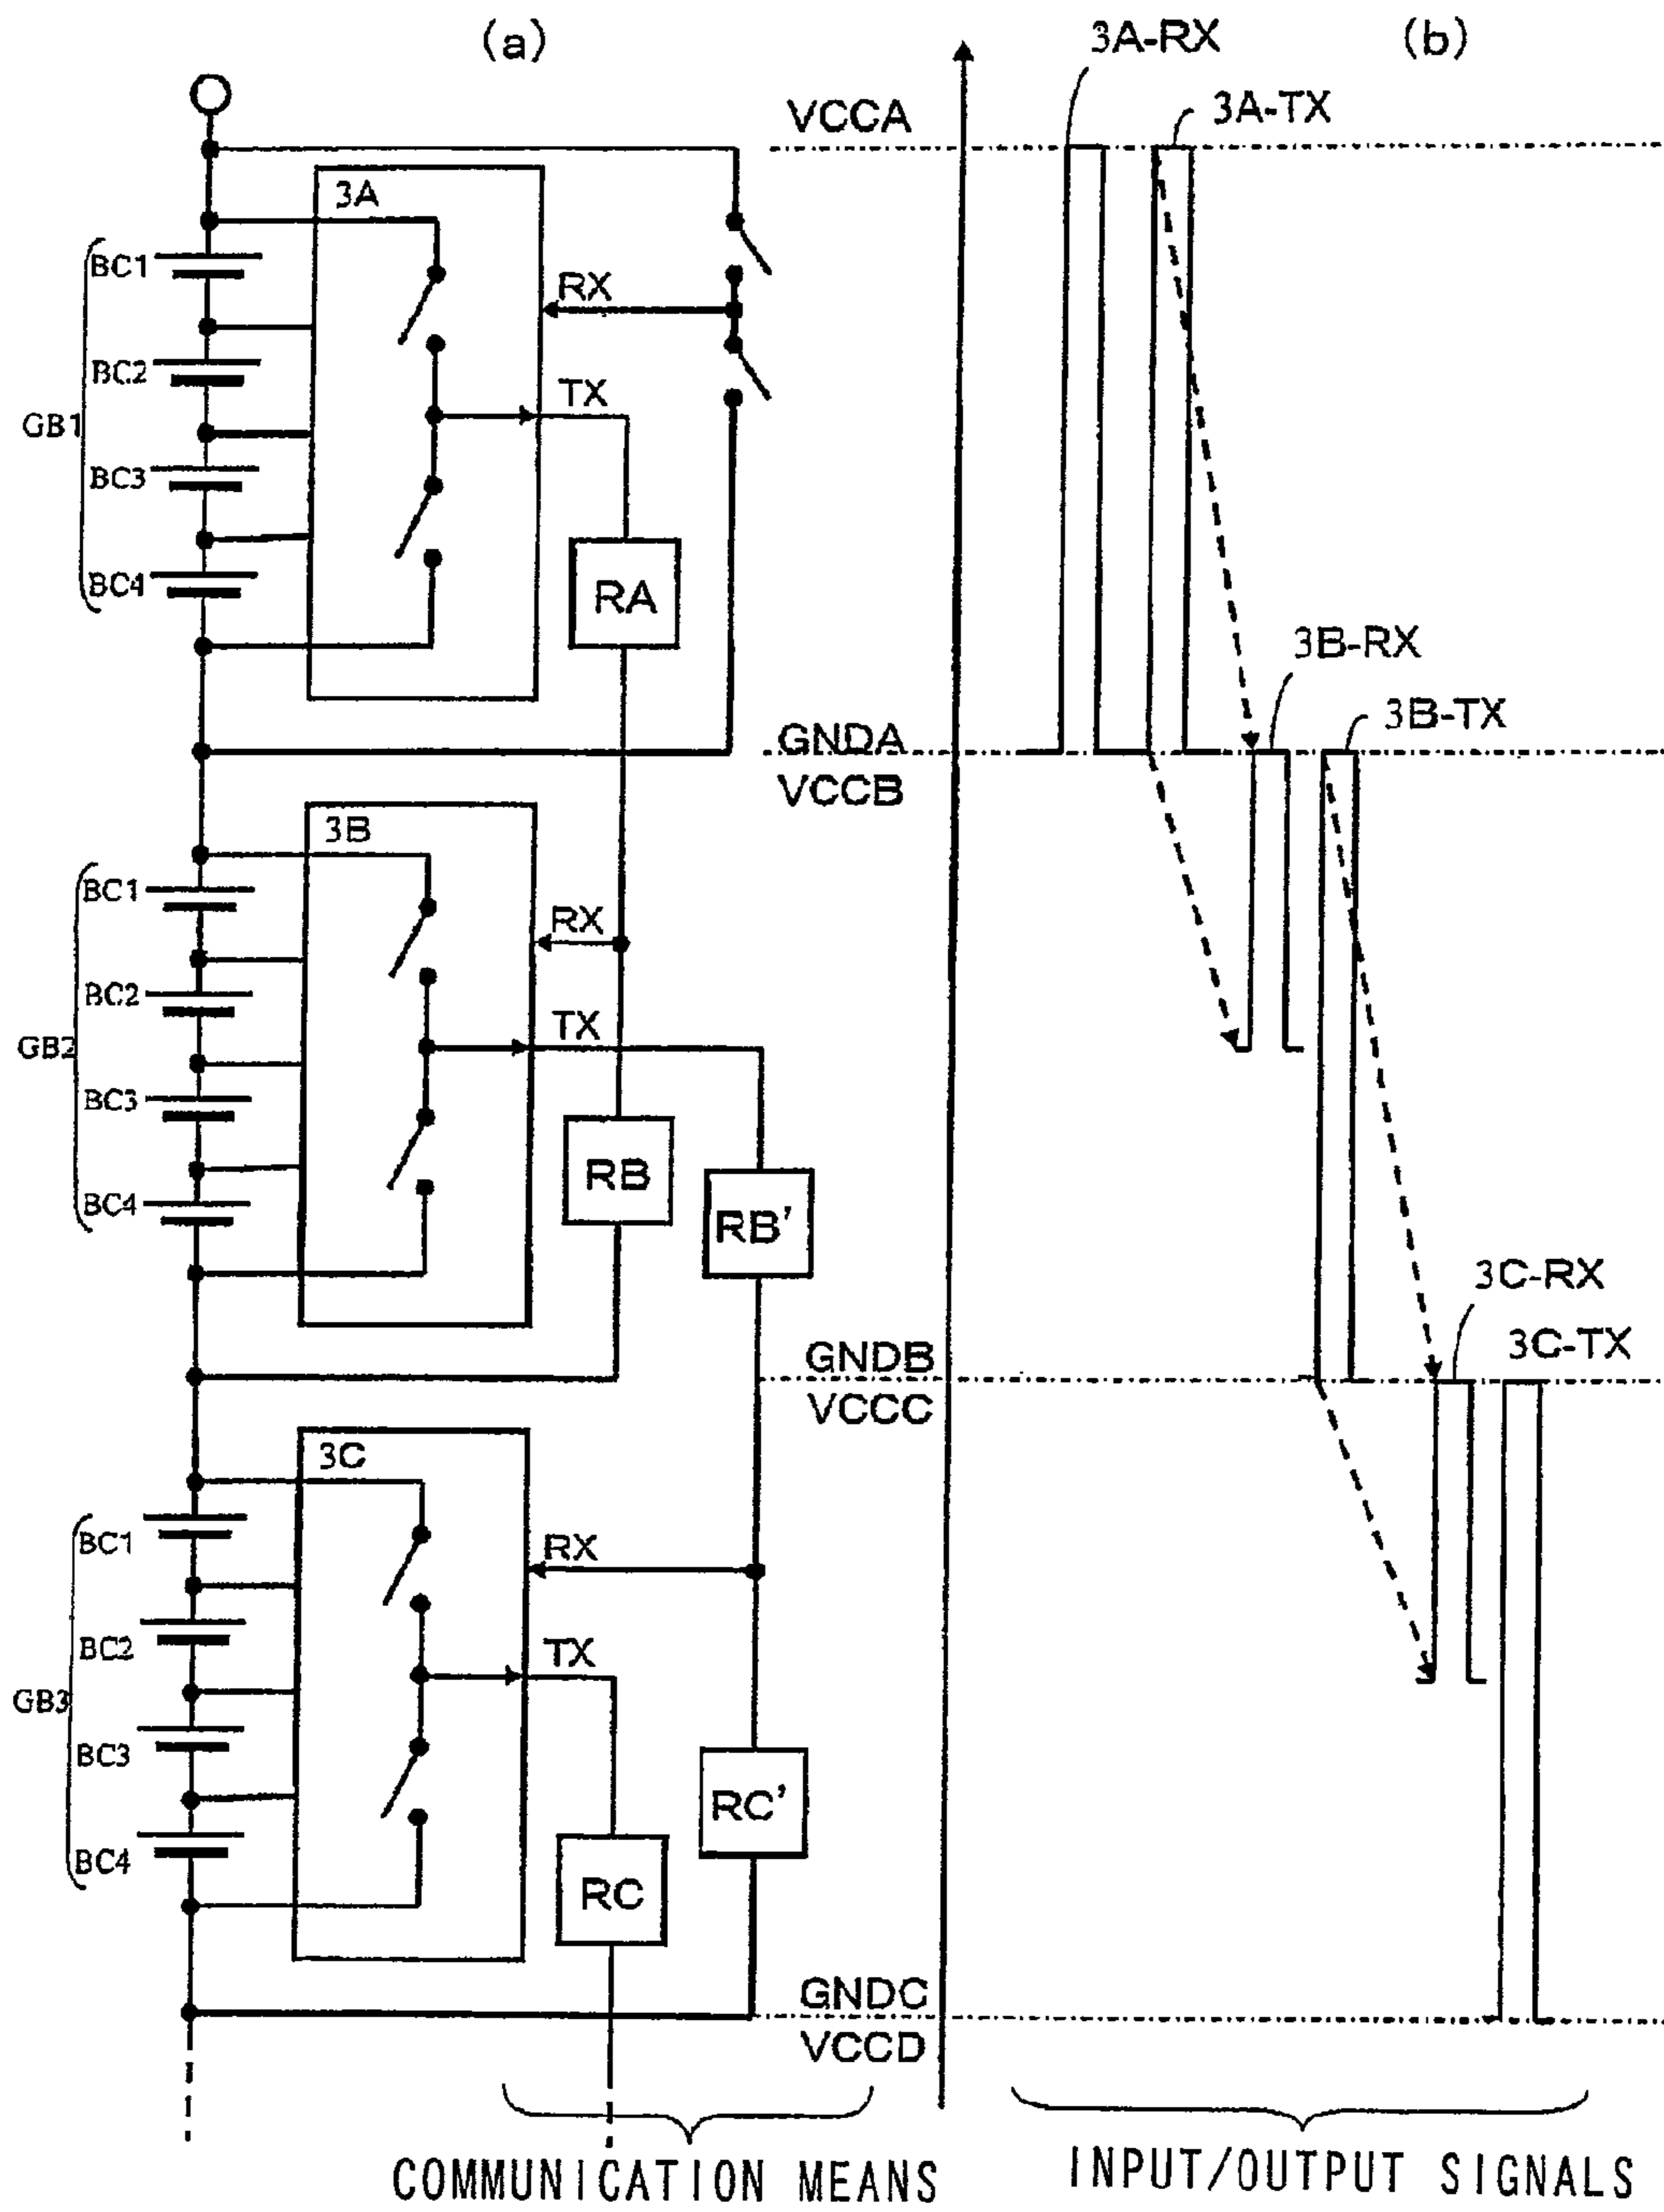 (a)
3A-RX
(b)
VCCA
3A-TX
3A
BC1
RX
BC2
TX
GB1
BC3
BC4
RA
3B-RX
3B-TX
GNDA
VCCB
3B
BC1
RX
BC2
TX
GB2
BC3
RB
BC4
RB'
3C-RX
3C-TX
GNDB
VCCC
3C
BC1
RX
BC2
TX
GB3
BC3
RC'
BC4
RC
GNDC
VCCD
COMMUNICATION MEANS
INPUT/OUTPUT SIGNALS